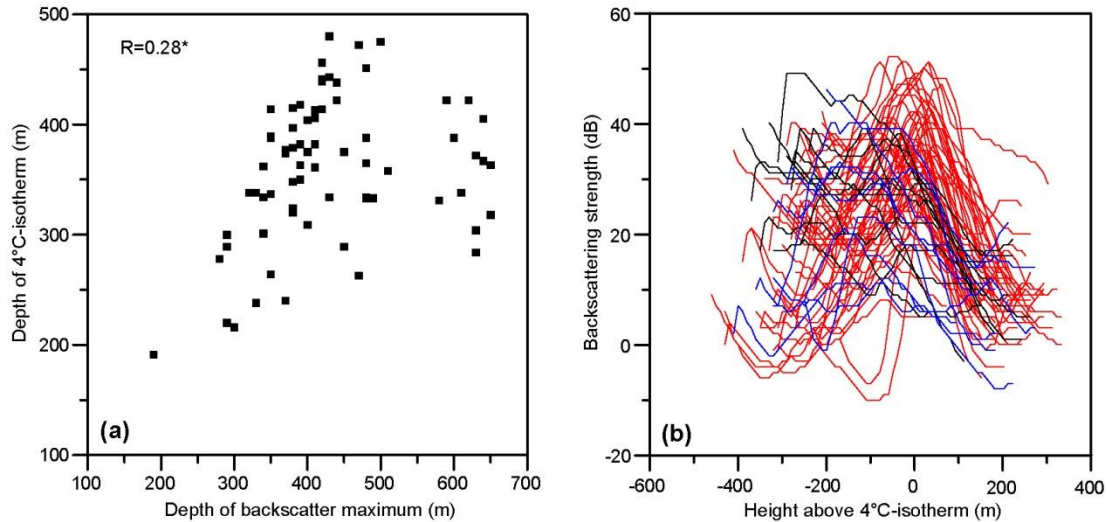 500
400
300
200
100
Depth of 4°C-isotherm (m)
R=0.28*
(a)
100 200 300 400 500 600 700
Depth of backscatter maximum (m)
60
40
20
0
-20
Backscattering strength (dB)
(b)
-600 -400 -200 0 200 400
Height above 4°C-isotherm (m)